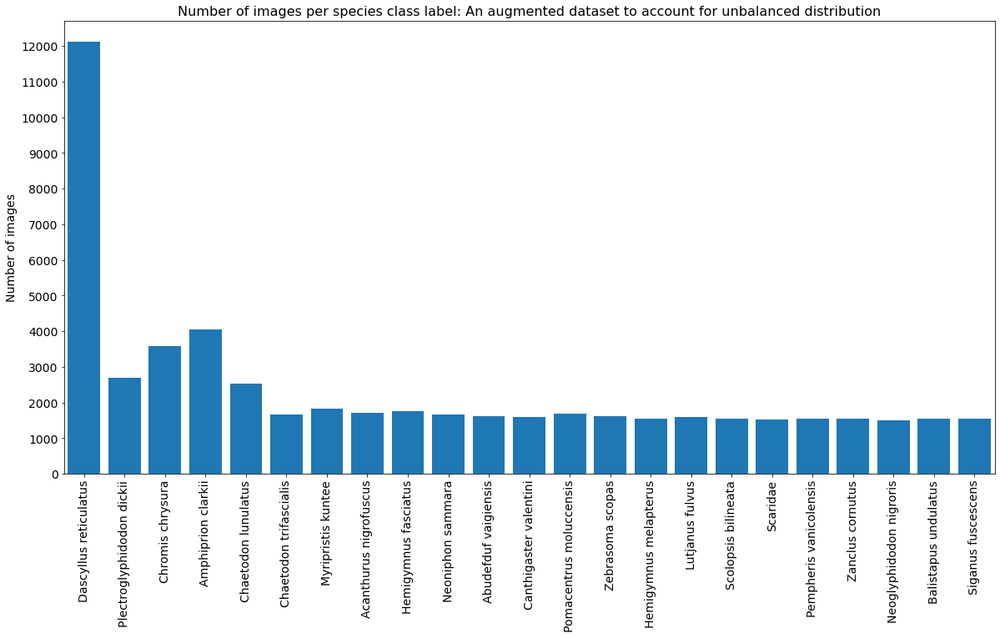 Number of images per species class label: An augmented dataset to account for unbalanced distribution
Number of images
12000
11000
10000
9000
8000
7000
6000
5000
4000
3000
2000
1000
0
Dascyllus reticulatus
Plectroglyphidodon dickii
Chromis chrysura
Amphiprion clarkii
Chaetodon lunulatus
Chaetodon trifascialis
Myripristis kuntee
Acanthurus nigrofuscus
Hemigymnus fasciatus
Neoniphon sammara
Abudefduf vaigiensis
Canthigaster valentini
Pomacentrus moluccensis
Zebrasoma scopas
Hemigymnus melapterus
Lutjanus fulvus
Scolopsis bilineata
Scaridae
Pempheris vanicolensis
Zanclus cornutus
Neoglyphidodon nigroris
Balistapus undulatus
Siganus fuscescens